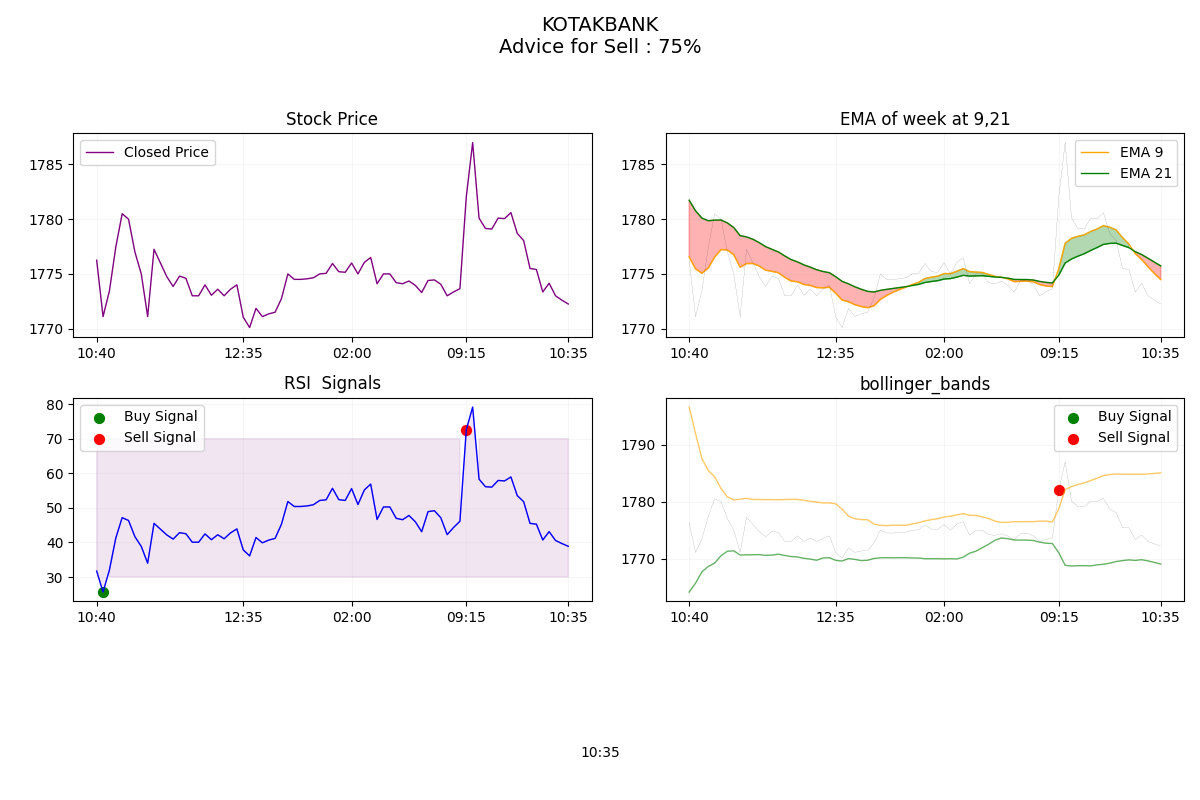 KOTAKBANK
Advice for Sell : 75%
Stock Price
Closed Price
1785
1780
1775
1770
10:40 12:35 02:00 09:15 10:35
EMA of week at 9,21
EMA 9
EMA 21
1785
1780
1775
1770
10:40 12:35 02:00 09:15 10:35
RSI  Signals
Buy Signal
Sell Signal
80
70
60
50
40
30
10:40 12:35 02:00 09:15 10:35
bollinger_bands
Buy Signal
Sell Signal
1790
1780
1770
10:40 12:35 02:00 09:15 10:35
10:35